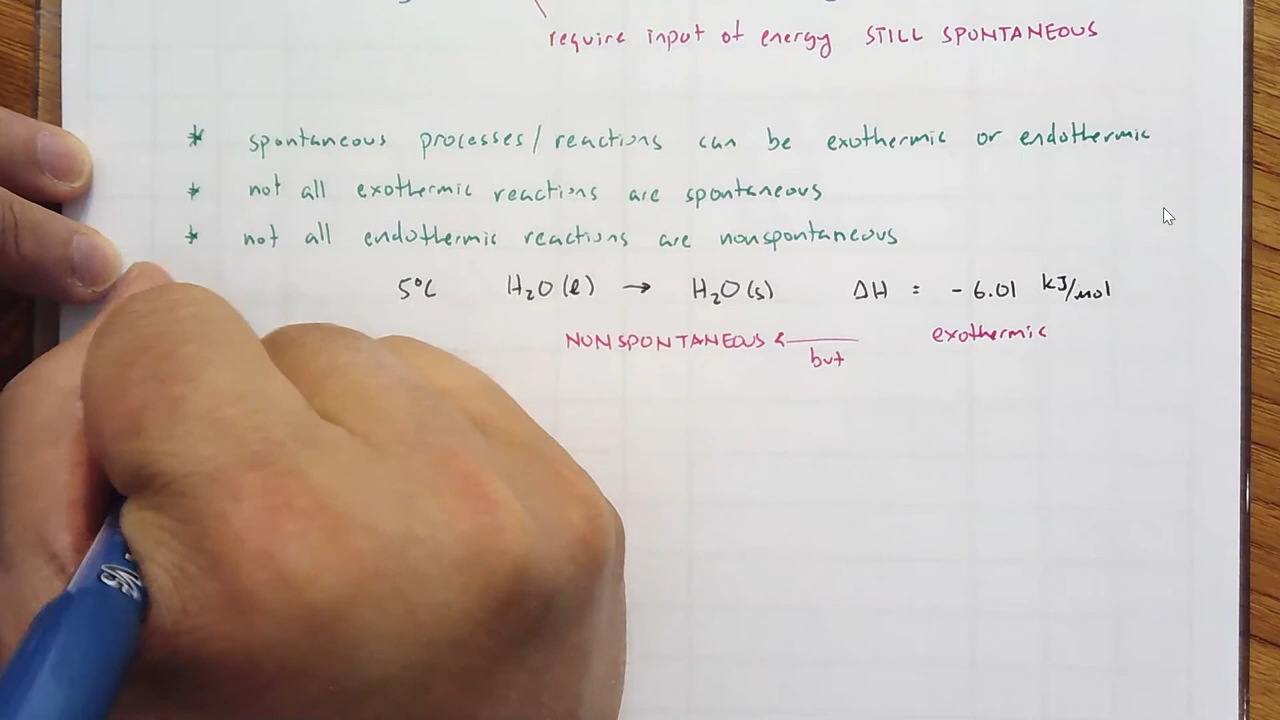 require input of energy STILL SPONTANEOUS
* spontaneous processes/reactions can be exothermic or endothermic
* not all exothermic reactions are spontaneous
* not all endothermic reactions are nonspontaneous
5°C H₂O(l) → H₂O(s) ΔH = -6.01 kJ/mol
NONSPONTANEOUS ← but exothermic